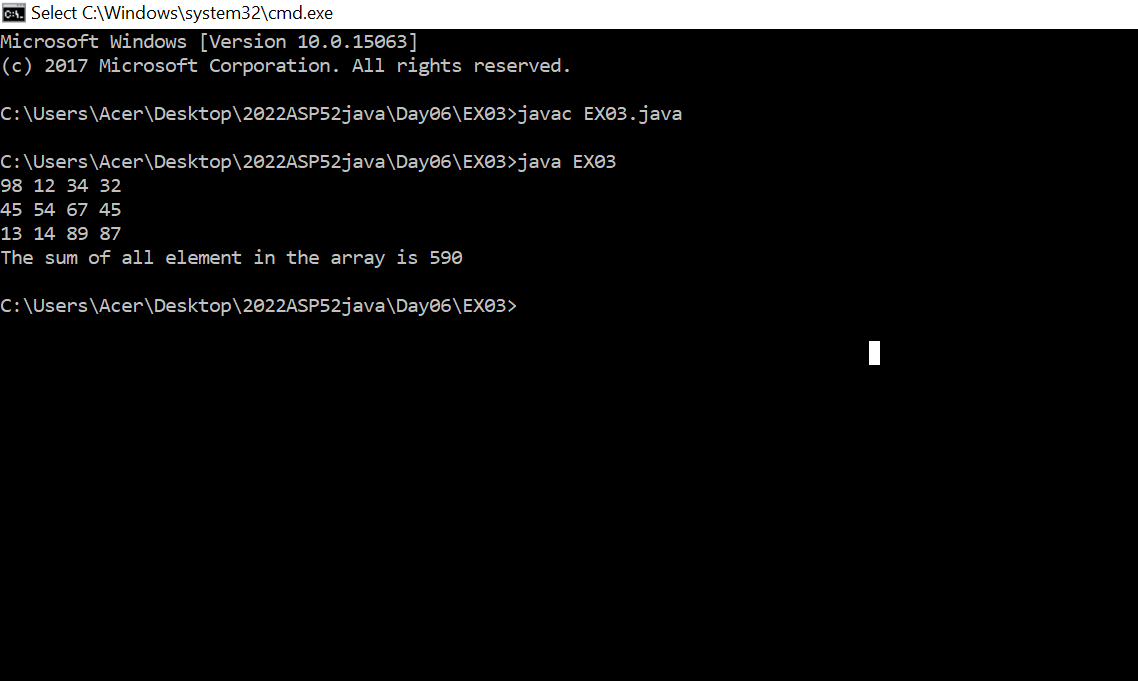 Select C:\Windows\system32\cmd.exe
Microsoft Windows [Version 10.0.15063]
(c) 2017 Microsoft Corporation. All rights reserved.
C:\Users\Acer\Desktop\2022ASP52java\Day06\EX03>javac EX03.java
C:\Users\Acer\Desktop\2022ASP52java\Day06\EX03>java EX03
98 12 34 32
45 54 67 45
13 14 89 87
The sum of all element in the array is 590
C:\Users\Acer\Desktop\2022ASP52java\Day06\EX03>